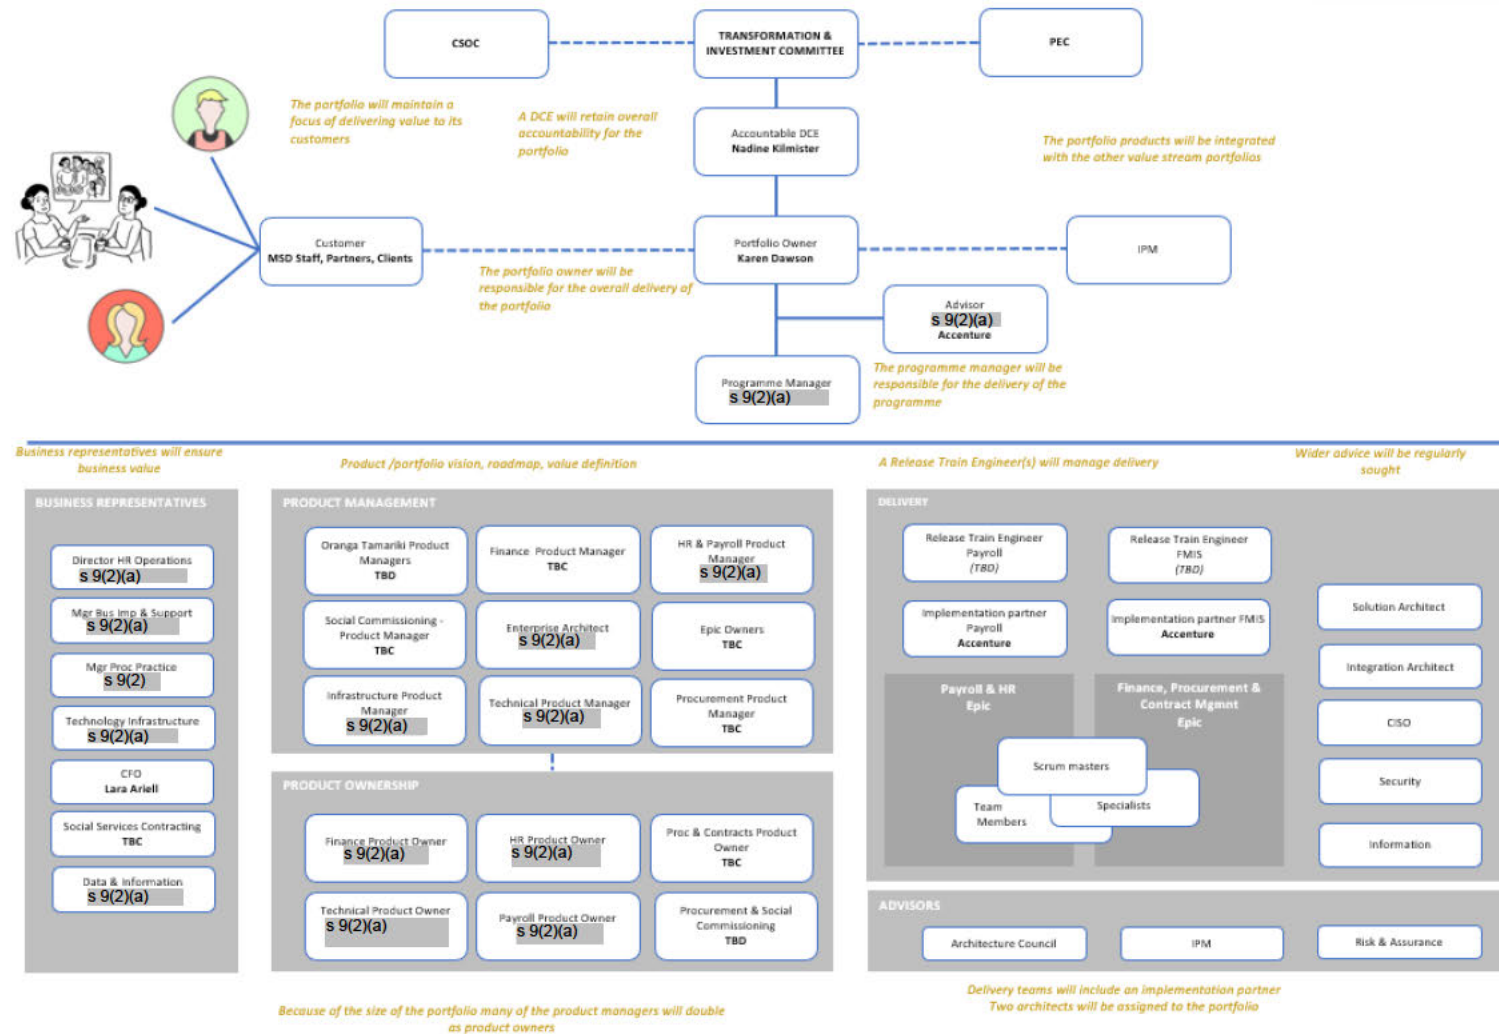 CSOC
TRANSFORMATION &
INVESTMENT COMMITTEE
PEC
The portfolio will maintain a
focus of delivering value to its
customers
A DCE will retain overall
accountability for the
portfolio
Accountable DCE
Nadine Kilmister
The portfolio products will be integrated
with the other value stream portfolios
Customer
MSD Staff, Partners, Clients
Portfolio Owner
Karen Dawson
IPM
The portfolio owner will be
responsible for the overall delivery of
the portfolio
Advisor
s 9(2)(a)
Accenture
Programme Manager
s 9(2)(a)
The programme manager will be
responsible for the delivery of the
programme
Business representatives will ensure
business value
Product /portfolio vision, roadmap, value definition
A Release Train Engineer(s) will manage delivery
Wider advice will be regularly
sought
BUSINESS REPRESENTATIVES
Director HR Operations
s 9(2)(a)
Mgr Bus Imp & Support
s 9(2)(a)
Mgr Proc Practice
s 9(2)
Technology Infrastructure
s 9(2)(a)
CFO
Lara Ariell
Social Services Contracting
TBC
Data & Information
s 9(2)(a)
PRODUCT MANAGEMENT
Oranga Tamariki Product
Managers
TBD
Finance Product Manager
TBC
HR & Payroll Product
Manager
s 9(2)(a)
Social Commissioning -
Product Manager
TBC
Enterprise Architect
s 9(2)(a)
Epic Owners
TBC
Infrastructure Product
Manager
s 9(2)(a)
Technical Product Manager
s 9(2)(a)
Procurement Product
Manager
TBC
PRODUCT OWNERSHIP
Finance Product Owner
s 9(2)(a)
HR Product Owner
s 9(2)(a)
Proc & Contracts Product
Owner
TBC
Technical Product Owner
s 9(2)(a)
Payroll Product Owner
s 9(2)(a)
Procurement & Social
Commissioning
TBD
Because of the size of the portfolio many of the product managers will double
as product owners
DELIVERY
Release Train Engineer
Payroll
(TBD)
Release Train Engineer
FMIS
(TBD)
Implementation partner
Payroll
Accenture
Implementation partner FMIS
Accenture
Payroll & HR
Epic
Finance, Procurement &
Contract Mgmnt
Epic
Scrum masters
Team
Members
Specialists
Solution Architect
Integration Architect
CISO
Security
Information
ADVISORS
Architecture Council
IPM
Risk & Assurance
Delivery teams will include an implementation partner
Two architects will be assigned to the portfolio